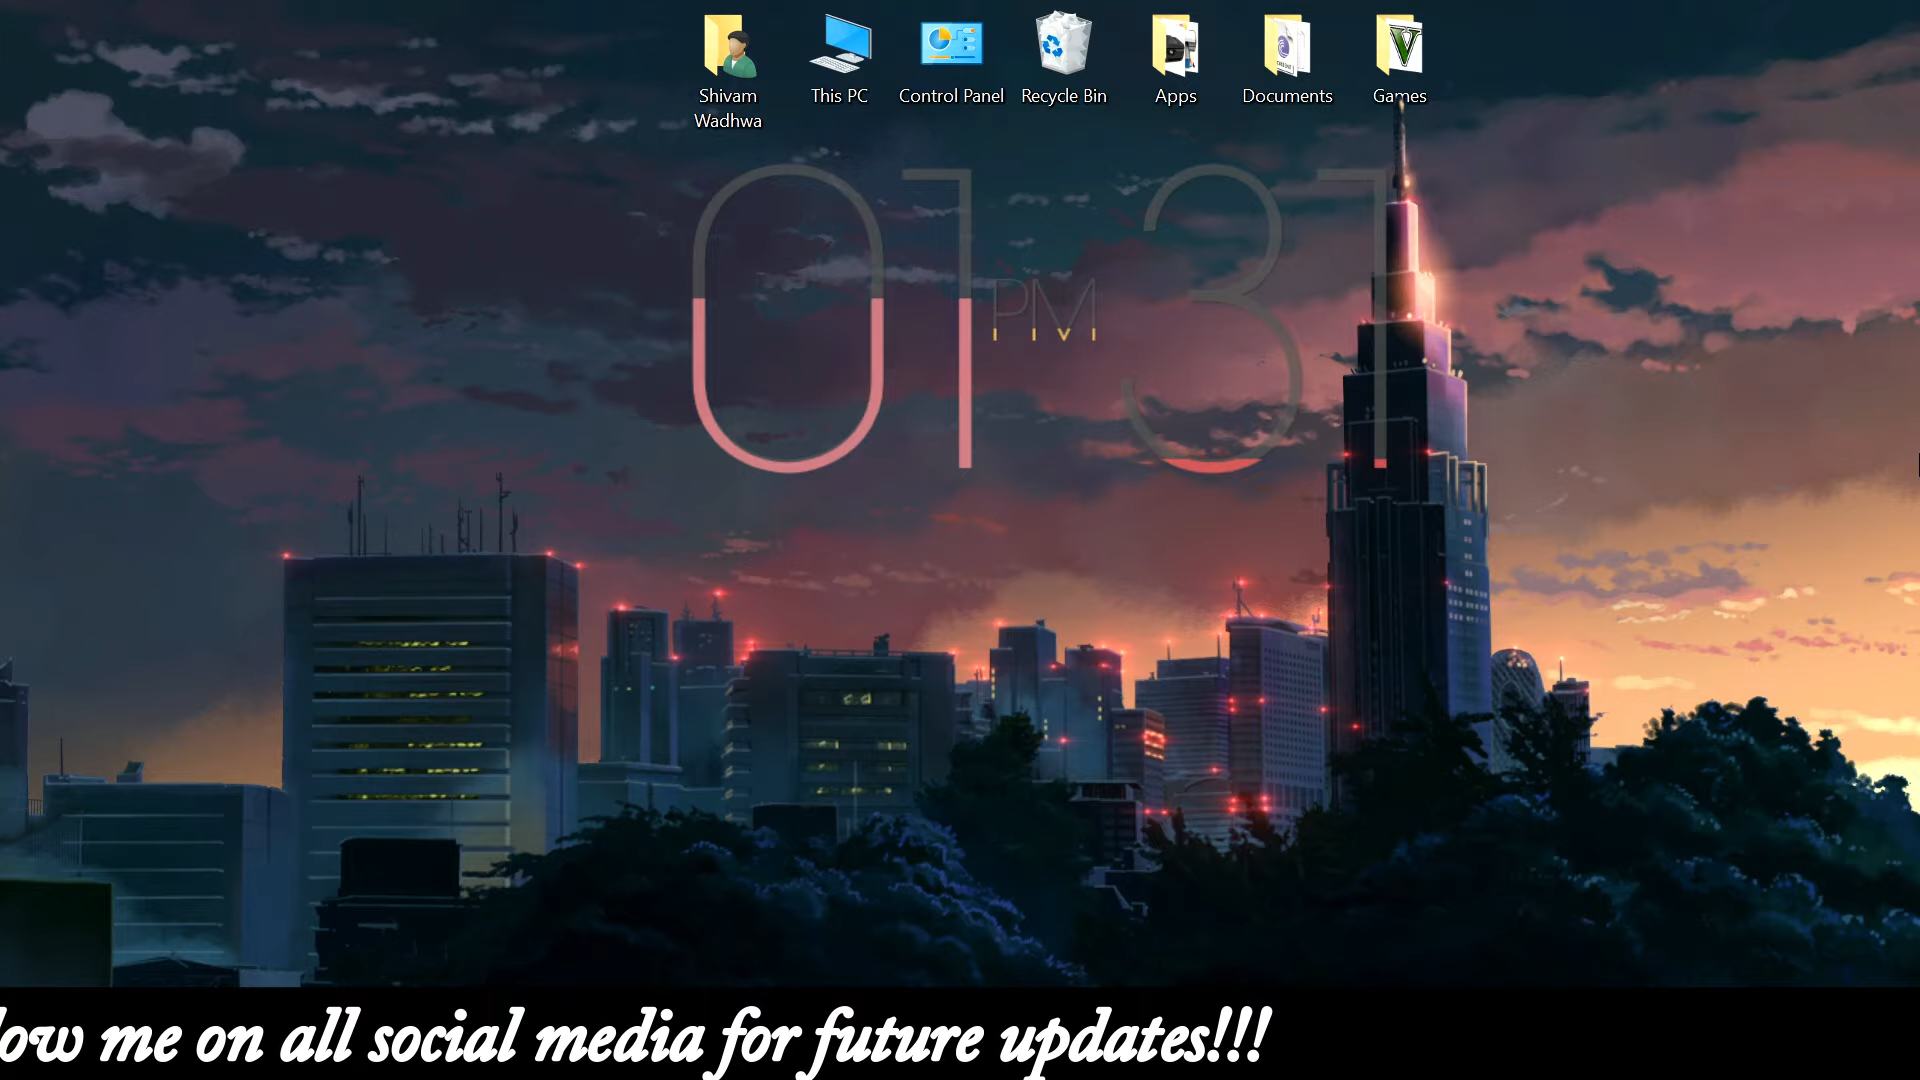 Shivam
Wadhwa
This PC
Control Panel
Recycle Bin
Apps
Documents
Games
01 PM 31
low me on all social media for future updates!!!